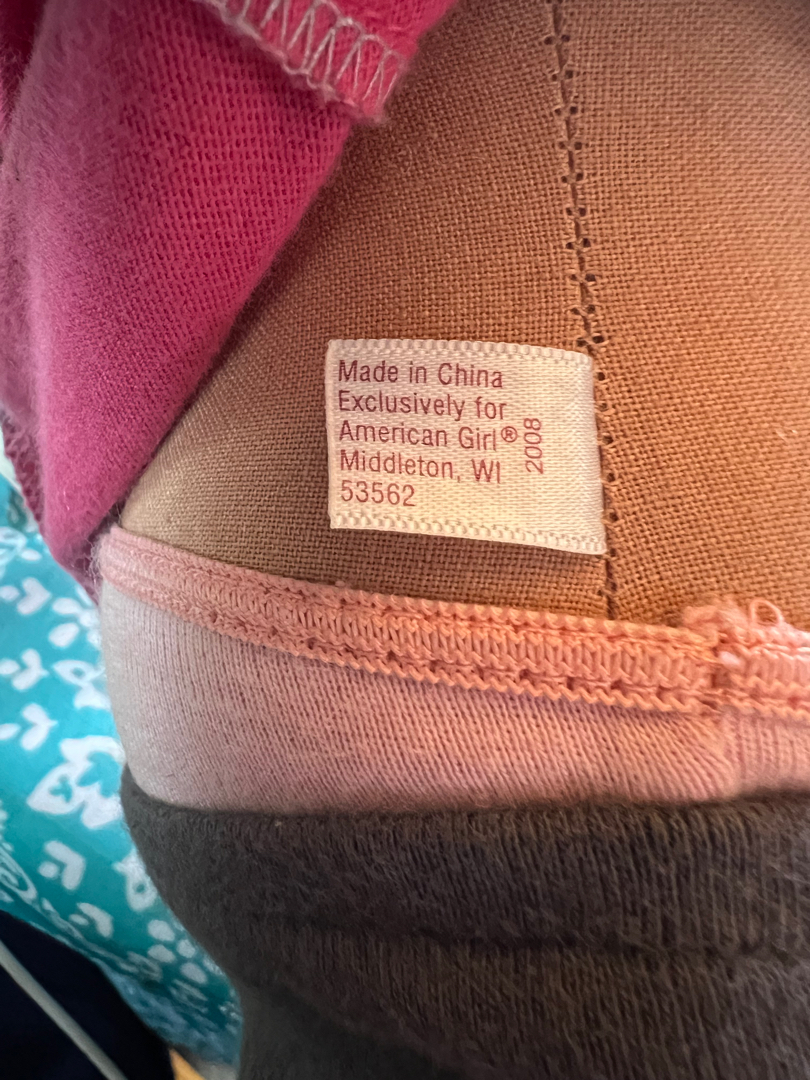 Made in China
Exclusively for
American Girl®
Middleton, WI
53562
2008